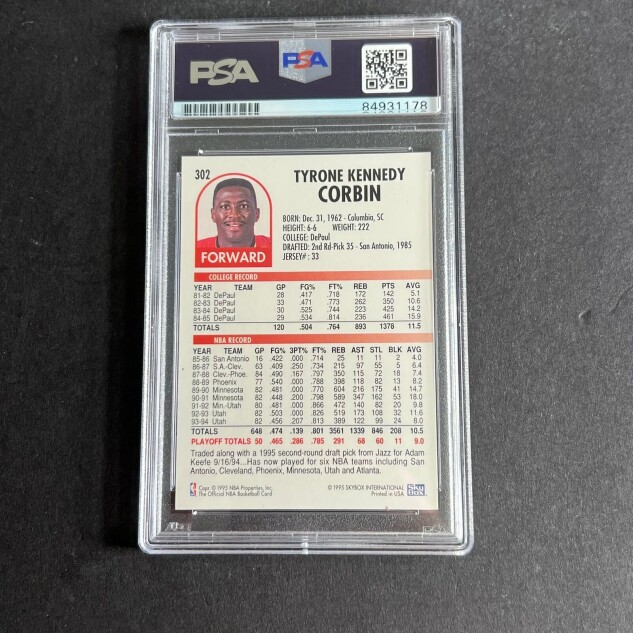 PSA
PSA
84931178
302
TYRONE KENNEDY
CORBIN
BORN: Dec. 31, 1962 - Columbia, SC
HEIGHT: 6-6 WEIGHT: 222
COLLEGE: DePaul
DRAFTED: 2nd Rd-Pick 35 - San Antonio, 1985
JERSEY# : 33
FORWARD
COLLEGE RECORD
YEAR TEAM GP FG% FT% REB PTS AVG
81-82 DePaul 28 .417 .718 172 142 5.1
82-83 DePaul 33 .471 .773 262 350 10.6
83-84 DePaul 30 .525 .744 223 425 14.2
84-85 DePaul 29 .534 .814 236 461 15.9
TOTALS 120 .504 .764 893 1378 11.5
NBA RECORD
YEAR TEAM GP FG% 3PT% FT% REB AST STL BLK AVG
85-86 San Antonio 16 .422 .000 .714 25 11 11 2 4.0
86-87 S.A.-Clev. 63 .409 .250 .734 215 97 55 5 6.4
87-88 Clev.-Phoe. 84 .490 .167 .797 350 115 72 18 7.4
88-89 Phoenix 77 .540 .000 .788 398 118 82 13 8.2
89-90 Minnesota 82 .481 .000 .770 604 216 175 41 14.7
90-91 Minnesota 82 .448 .200 .798 589 347 162 53 18.0
91-92 Min.-Utah 80 .481 .000 .866 472 140 82 20 9.8
92-93 Utah 82 .503 .000 .826 519 173 108 32 11.6
93-94 Utah 82 .456 .207 .813 389 122 99 24 8.0
TOTALS 648 .474 .139 .801 3561 1339 846 208 10.5
PLAYOFF TOTALS 50 .465 .286 .785 291 68 60 11 9.0
Traded along with a 1995 second-round draft pick from Jazz for Adam
Keefe 9/16/94...Has now played for six NBA teams including San
Antonio, Cleveland, Phoenix, Minnesota, Utah and Atlanta.
Copr. © 1995 NBA Properties, Inc.
The Official NBA Basketball Card
© 1995 SKYBOX INTERNATIONAL
Printed in USA
SKY
BOX